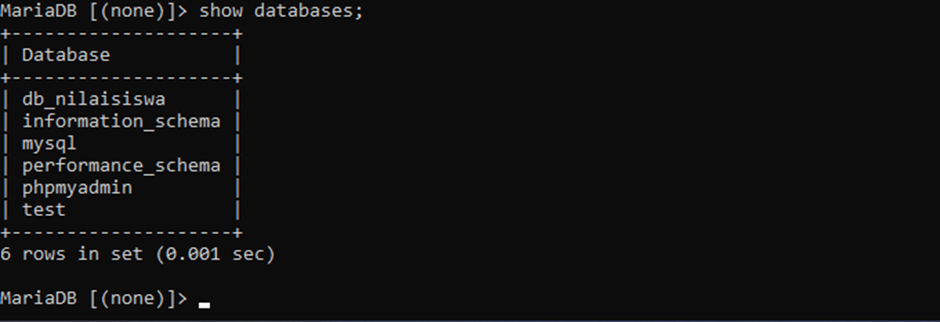 MariaDB [(none)]> show databases;
+--------------------+
| Database           |
+--------------------+
| db_nilaisiswa      |
| information_schema |
| mysql              |
| performance_schema |
| phpmyadmin         |
| test               |
+--------------------+
6 rows in set (0.001 sec)
MariaDB [(none)]> _